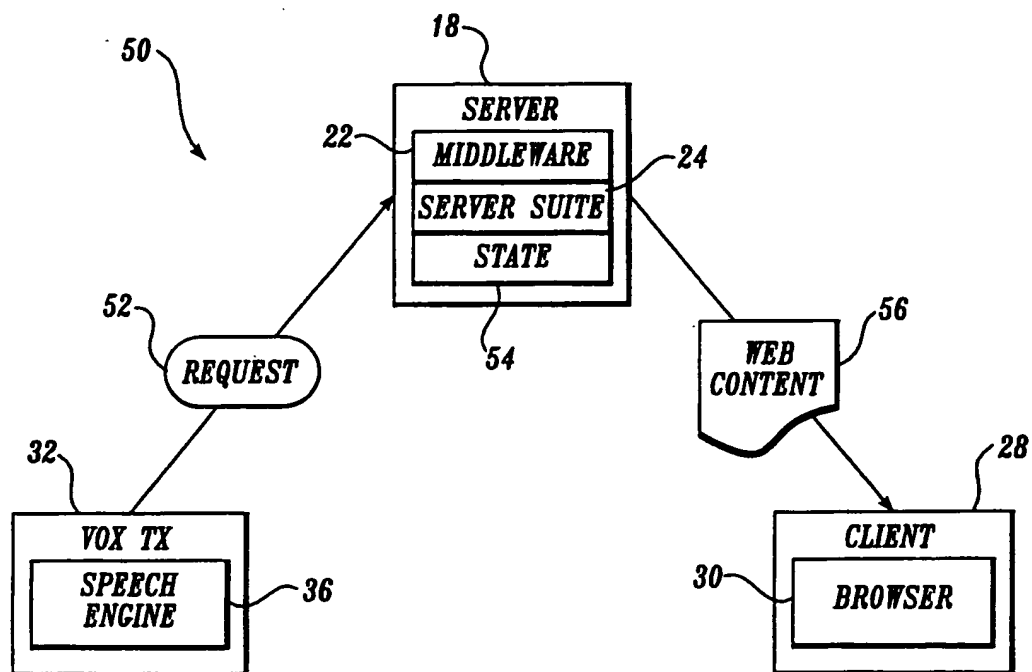 50
18
SERVER
22
MIDDLEWARE
24
SERVER SUITE
STATE
54
52
REQUEST
56
WEB
CONTENT
32
VOX TX
SPEECH
ENGINE
36
28
CLIENT
30
BROWSER